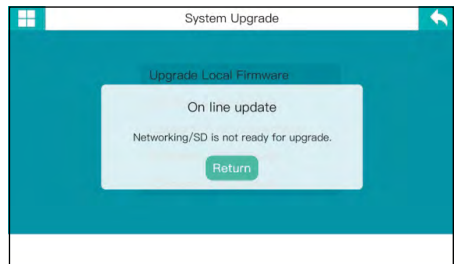 System Upgrade
Upgrade Local Firmware
On line update
Networking/SD is not ready for upgrade.
Return